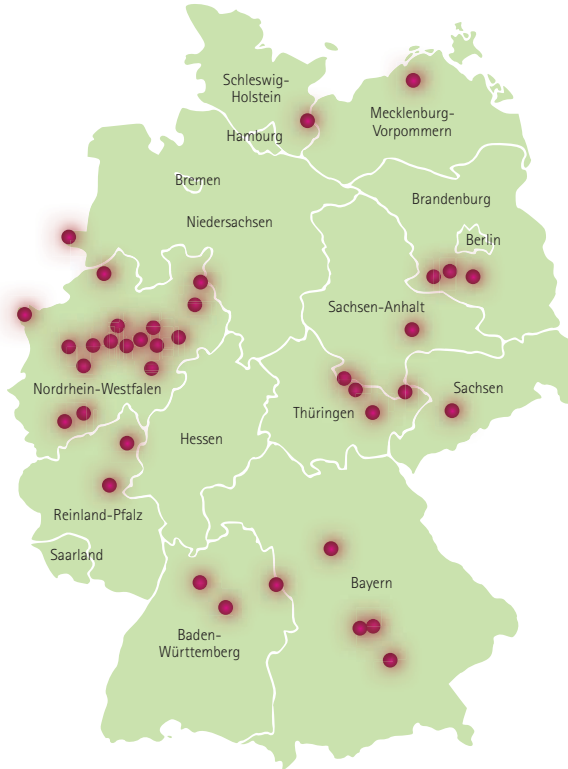 Schleswig-
Holstein
Mecklenburg-
Vorpommern
Hamburg
Bremen
Brandenburg
Niedersachsen
Berlin
Sachsen-Anhalt
Nordrhein-Westfalen
Sachsen
Thüringen
Hessen
Reinland-Pfalz
Saarland
Bayern
Baden-
Württemberg